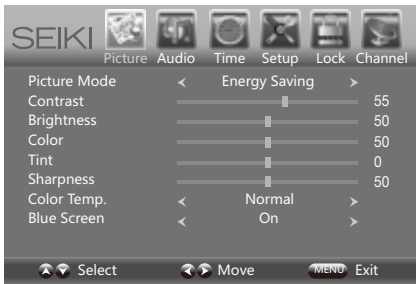 SEIKI
Picture Audio Time Setup Lock Channel
Picture Mode Energy Saving
Contrast 55
Brightness 50
Color 50
Tint 0
Sharpness 50
Color Temp. Normal
Blue Screen On
Select Move MENU Exit